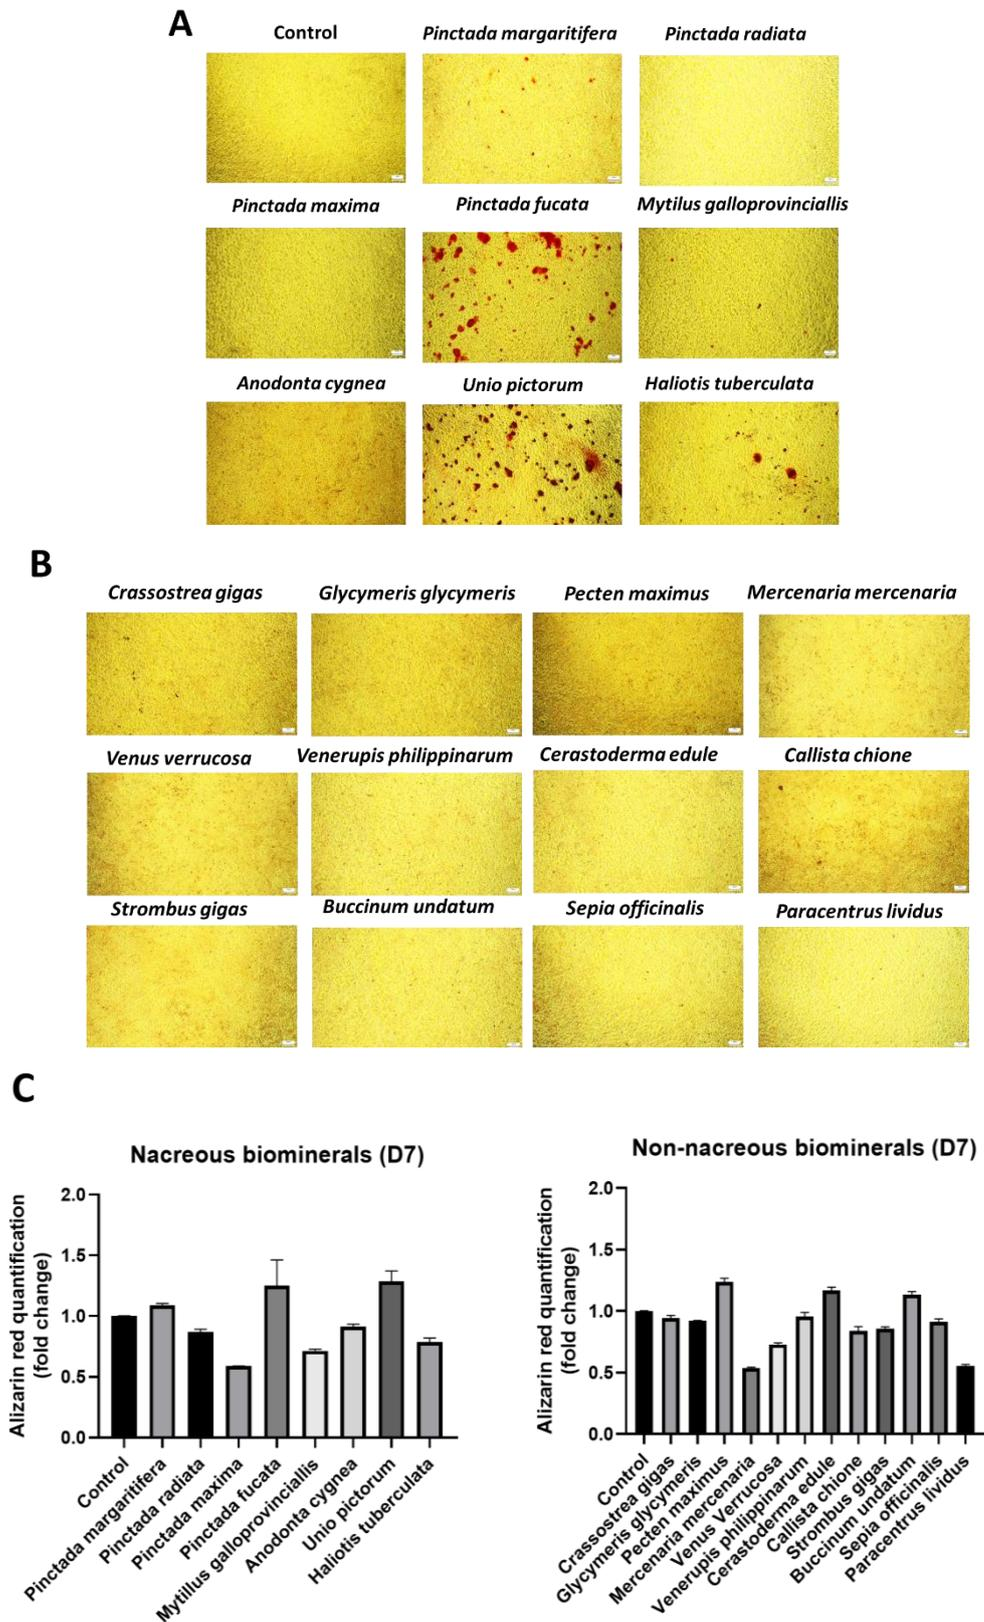 A
Control
Pinctada margaritifera
Pinctada radiata
Pinctada maxima
Pinctada fucata
Mytilus galloprovinciallis
Anodonta cygnea
Unio pictorum
Haliotis tuberculata
B
Crassostrea gigas
Glycymeris glycymeris
Pecten maximus
Mercenaria mercenaria
Venus verrucosa
Venerupis philippinarum
Cerastoderma edule
Callista chione
Strombus gigas
Buccinum undatum
Sepia officinalis
Paracentrus lividus
C
Nacreous biominerals (D7)
Alizarin red quantification
(fold change)
2.0
1.5
1.0
0.5
0.0
Control
Pinctada margaritifera
Pinctada radiata
Pinctada maxima
Pinctada fucata
Mytillus galloprovinciallis
Anodonta cygnea
Unio pictorum
Haliotis tuberculata
Non-nacreous biominerals (D7)
Alizarin red quantification
(fold change)
2.0
1.5
1.0
0.5
0.0
Control
Crassostrea gigas
Glycymeris glycymeris
Pecten maximus
Mercenaria mercenaria
Venus Verrucosa
Venerupis philippinarum
Cerastoderma edule
Callista chione
Strombus gigas
Buccinum undatum
Sepia officinalis
Paracentrus lividus